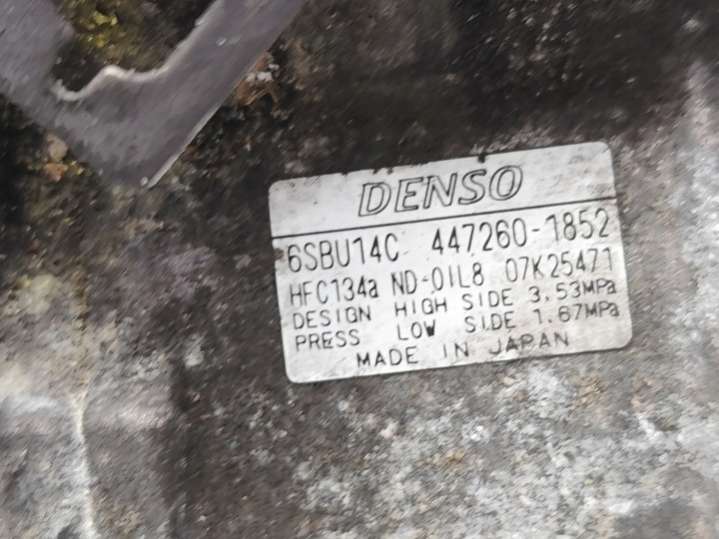 DENSO
6SBU14C 447260-1852
HFC134a ND-OIL8 07K25471
DESIGN HIGH SIDE 3.53MPa
PRESS LOW SIDE 1.67MPa
MADE IN JAPAN